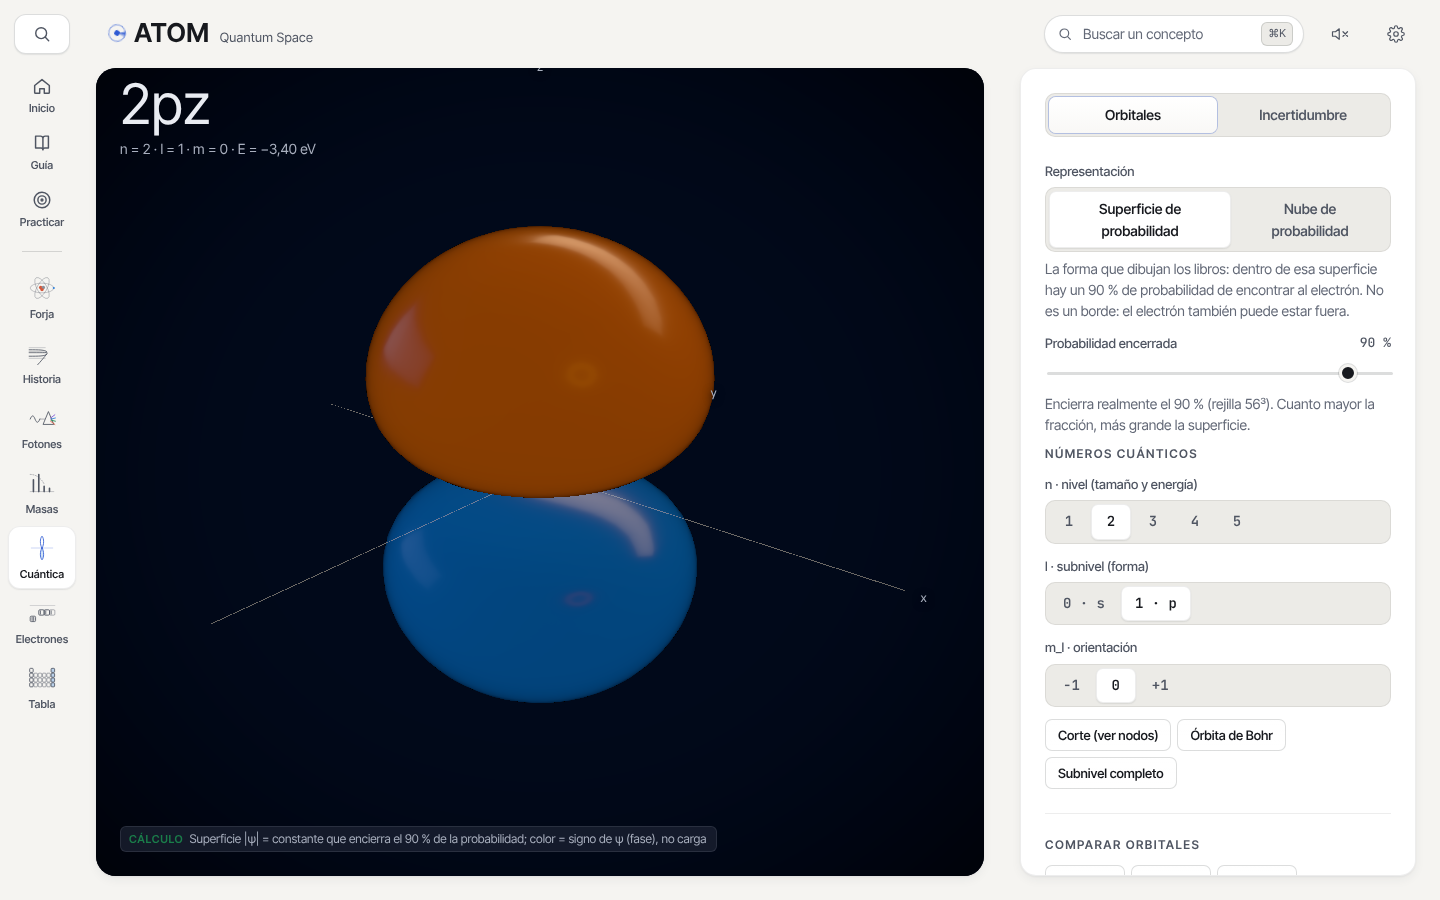 ATOM Quantum Space
Buscar un concepto ⌘K
Inicio
Guía
Practicar
Forja
Historia
Fotones
Masas
Cuántica
Electrones
Tabla
z
2pz
n = 2 · l = 1 · m = 0 · E = −3,40 eV
y
x
CÁLCULO Superficie |ψ| = constante que encierra el 90 % de la probabilidad; color = signo de ψ (fase), no carga
Orbitales Incertidumbre
Representación
Superficie de probabilidad
Nube de probabilidad
La forma que dibujan los libros: dentro de esa superficie
hay un 90 % de probabilidad de encontrar al electrón. No
es un borde: el electrón también puede estar fuera.
Probabilidad encerrada 90 %
Encierra realmente el 90 % (rejilla 56³). Cuanto mayor la
fracción, más grande la superficie.
NÚMEROS CUÁNTICOS
n · nivel (tamaño y energía)
1 2 3 4 5
l · subnivel (forma)
0 · s 1 · p
m_l · orientación
-1 0 +1
Corte (ver nodos) Órbita de Bohr
Subnivel completo
COMPARAR ORBITALES